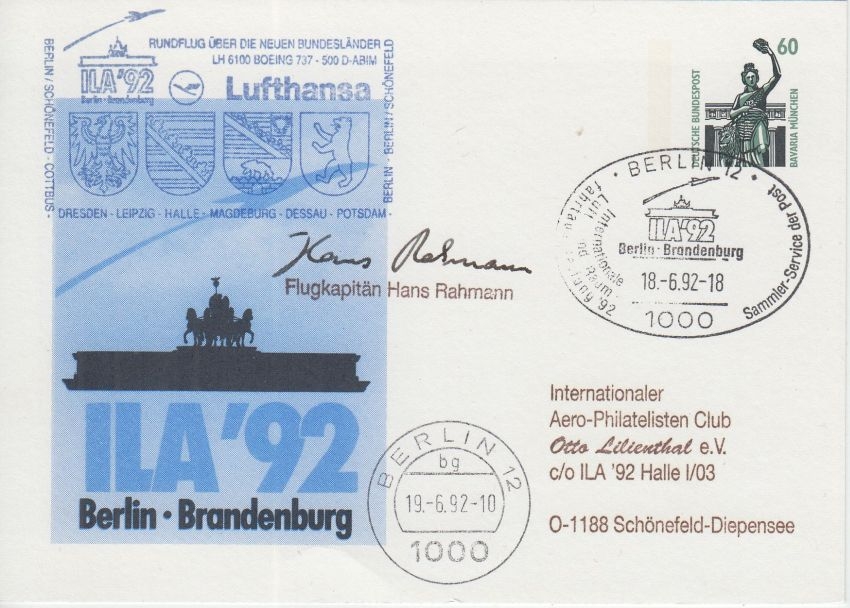 RUNDFLUG ÜBER DIE NEUEN BUNDESLÄNDER
LH 6100 BOEING 737 - 500 D-ABIM
ILA '92
Berlin-Brandenburg
Lufthansa
BERLIN/SCHÖNEFELD - COTTBUS -
DRESDEN - LEIPZIG - HALLE - MAGDEBURG - DESSAU - POTSDAM -
BERLIN - BERLIN/SCHÖNEFELD
60
DEUTSCHE BUNDESPOST
BAVARIA MÜNCHEN
· BERLIN 12 ·
Internationale
Luft- und Raum-
fahrtausstellung '92
ILA '92
Berlin-Brandenburg
18.-6.92-18
1000
Sammler-Service der Post
Hans Rahmann
Flugkapitän Hans Rahmann
ILA '92
Berlin · Brandenburg
BERLIN 12
bg
19.-6.92-10
1000
Internationaler
Aero-Philatelisten Club
Otto Lilienthal e.V.
c/o ILA '92 Halle I/03
O-1188 Schönefeld-Diepensee